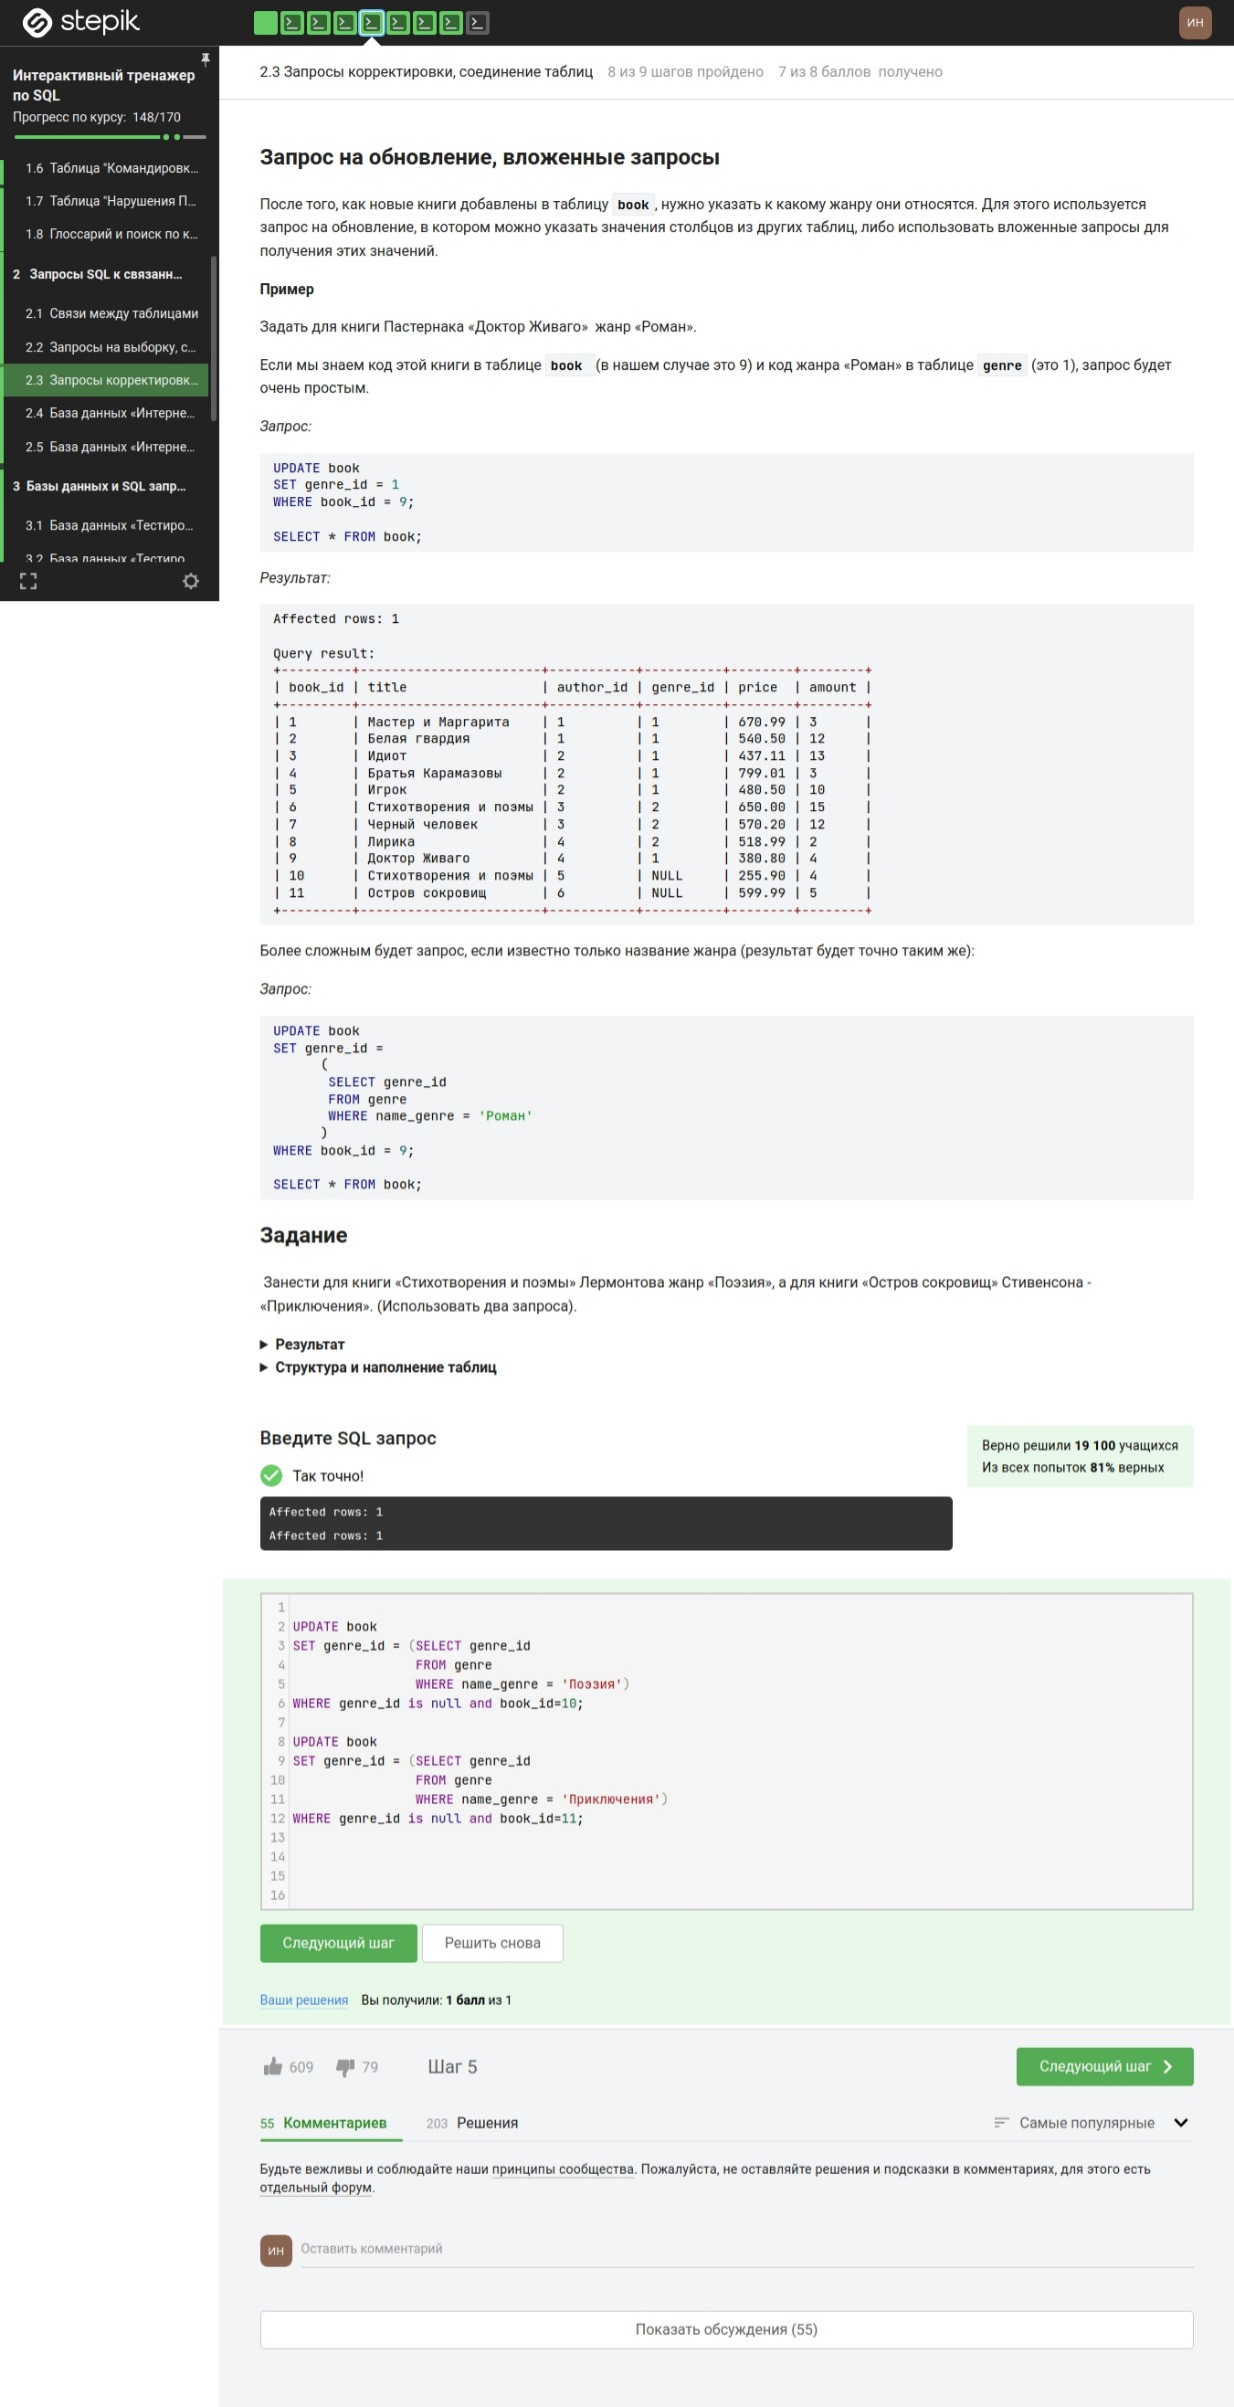 stepik
ИН
Интерактивный тренажер
по SQL
Прогресс по курсу: 148/170
1.6 Таблица "Командировк...
1.7 Таблица "Нарушения П...
1.8 Глоссарий и поиск по к...
2 Запросы SQL к связанн...
2.1 Связи между таблицами
2.2 Запросы на выборку, с...
2.3 Запросы корректировк...
2.4 База данных «Интерне...
2.5 База данных «Интерне...
3 Базы данных и SQL запр...
3.1 База данных «Тестиро...
3.2 База данных «Тестиро
2.3 Запросы корректировки, соединение таблиц 8 из 9 шагов пройдено 7 из 8 баллов получено
Запрос на обновление, вложенные запросы
После того, как новые книги добавлены в таблицу book , нужно указать к какому жанру они относятся. Для этого используется
запрос на обновление, в котором можно указать значения столбцов из других таблиц, либо использовать вложенные запросы для
получения этих значений.
Пример
Задать для книги Пастернака «Доктор Живаго» жанр «Роман».
Если мы знаем код этой книги в таблице book (в нашем случае это 9) и код жанра «Роман» в таблице genre (это 1), запрос будет
очень простым.
Запрос:
UPDATE book
SET genre_id = 1
WHERE book_id = 9;
SELECT * FROM book;
Результат:
Affected rows: 1
Query result:
+---------+-----------------------+-----------+----------+--------+--------+
| book_id | title | author_id | genre_id | price | amount |
+---------+-----------------------+-----------+----------+--------+--------+
| 1 | Мастер и Маргарита | 1 | 1 | 670.99 | 3 |
| 2 | Белая гвардия | 1 | 1 | 540.50 | 12 |
| 3 | Идиот | 2 | 1 | 437.11 | 13 |
| 4 | Братья Карамазовы | 2 | 1 | 799.01 | 3 |
| 5 | Игрок | 2 | 1 | 480.50 | 10 |
| 6 | Стихотворения и поэмы | 3 | 2 | 650.00 | 15 |
| 7 | Черный человек | 3 | 2 | 570.20 | 12 |
| 8 | Лирика | 4 | 2 | 518.99 | 2 |
| 9 | Доктор Живаго | 4 | 1 | 380.80 | 4 |
| 10 | Стихотворения и поэмы | 5 | NULL | 255.90 | 4 |
| 11 | Остров сокровищ | 6 | NULL | 599.99 | 5 |
+---------+-----------------------+-----------+----------+--------+--------+
Более сложным будет запрос, если известно только название жанра (результат будет точно таким же):
Запрос:
UPDATE book
SET genre_id =
(
SELECT genre_id
FROM genre
WHERE name_genre = 'Роман'
)
WHERE book_id = 9;
SELECT * FROM book;
Задание
Занести для книги «Стихотворения и поэмы» Лермонтова жанр «Поэзия», а для книги «Остров сокровищ» Стивенсона -
«Приключения». (Использовать два запроса).
Результат
Структура и наполнение таблиц
Введите SQL запрос
Верно решили 19 100 учащихся
Из всех попыток 81% верных
Так точно!
Affected rows: 1
Affected rows: 1
1
2 UPDATE book
3 SET genre_id = (SELECT genre_id
4 FROM genre
5 WHERE name_genre = 'Поэзия')
6 WHERE genre_id is null and book_id=10;
7
8 UPDATE book
9 SET genre_id = (SELECT genre_id
10 FROM genre
11 WHERE name_genre = 'Приключения')
12 WHERE genre_id is null and book_id=11;
13
14
15
16
Следующий шаг Решить снова
Ваши решения Вы получили: 1 балл из 1
609 79 Шаг 5 Следующий шаг
55 Комментариев 203 Решения Самые популярные
Будьте вежливы и соблюдайте наши принципы сообщества. Пожалуйста, не оставляйте решения и подсказки в комментариях, для этого есть
отдельный форум.
ИН Оставить комментарий
Показать обсуждения (55)